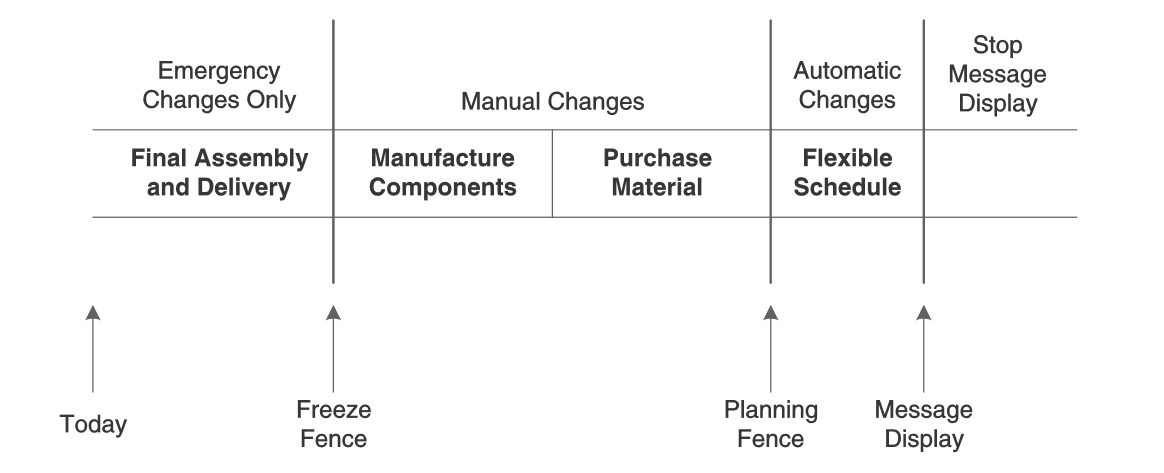 Emergency
Changes Only
Manual Changes
Automatic
Changes
Stop
Message
Display
Final Assembly
and Delivery
Manufacture
Components
Purchase
Material
Flexible
Schedule
Today
Freeze
Fence
Planning
Fence
Message
Display